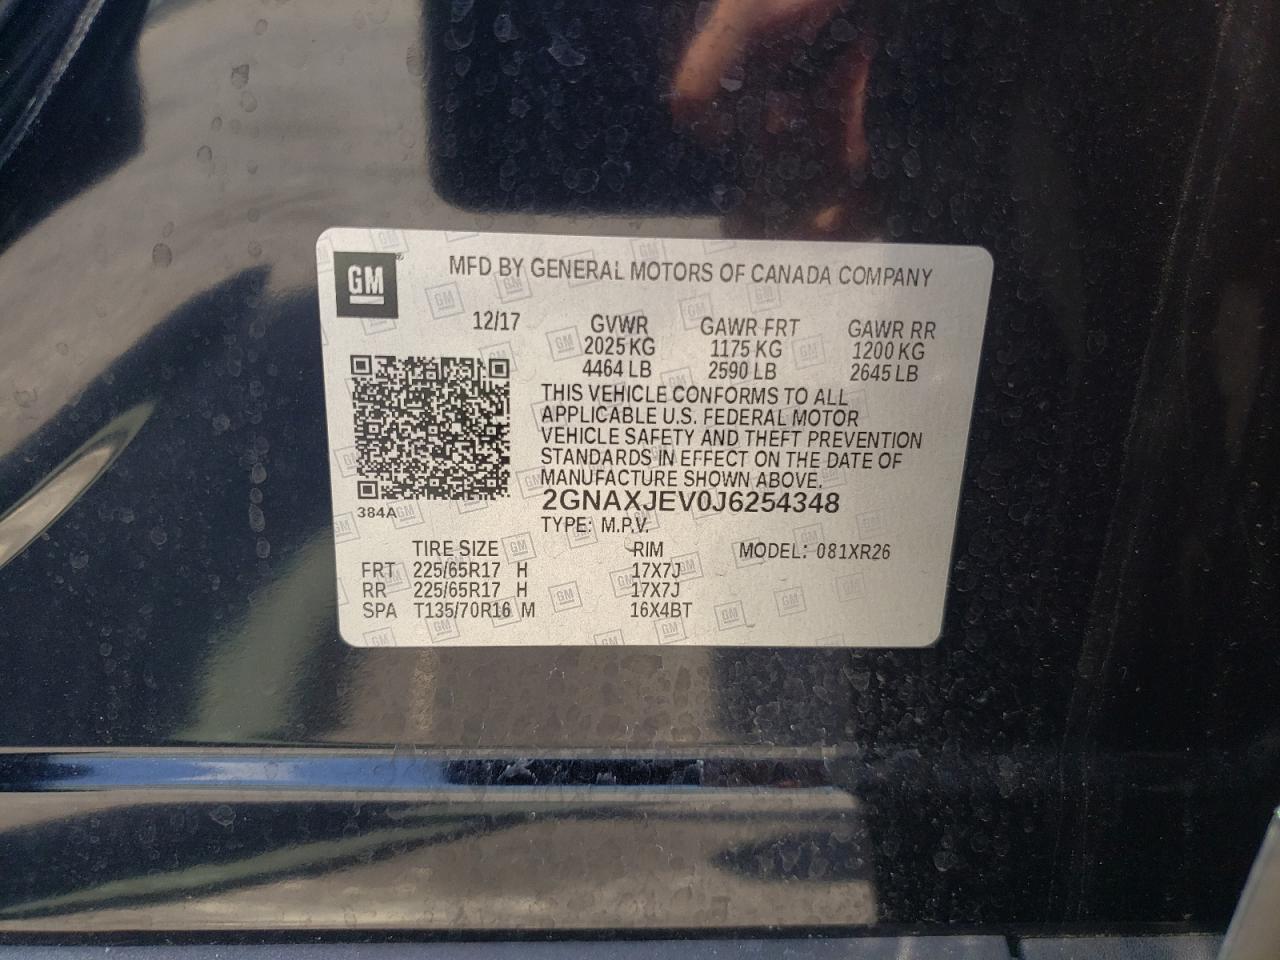 GM
MFD BY GENERAL MOTORS OF CANADA COMPANY
12/17 GVWR GAWR FRT GAWR RR
2025 KG 1175 KG 1200 KG
4464 LB 2590 LB 2645 LB
THIS VEHICLE CONFORMS TO ALL
APPLICABLE U.S. FEDERAL MOTOR
VEHICLE SAFETY AND THEFT PREVENTION
STANDARDS IN EFFECT ON THE DATE OF
MANUFACTURE SHOWN ABOVE.
2GNAXJEV0J6254348
384A
TYPE: M.P.V.
TIRE SIZE RIM MODEL: 081XR26
FRT 225/65R17 H 17X7J
RR 225/65R17 H 17X7J
SPA T135/70R16 M 16X4BT